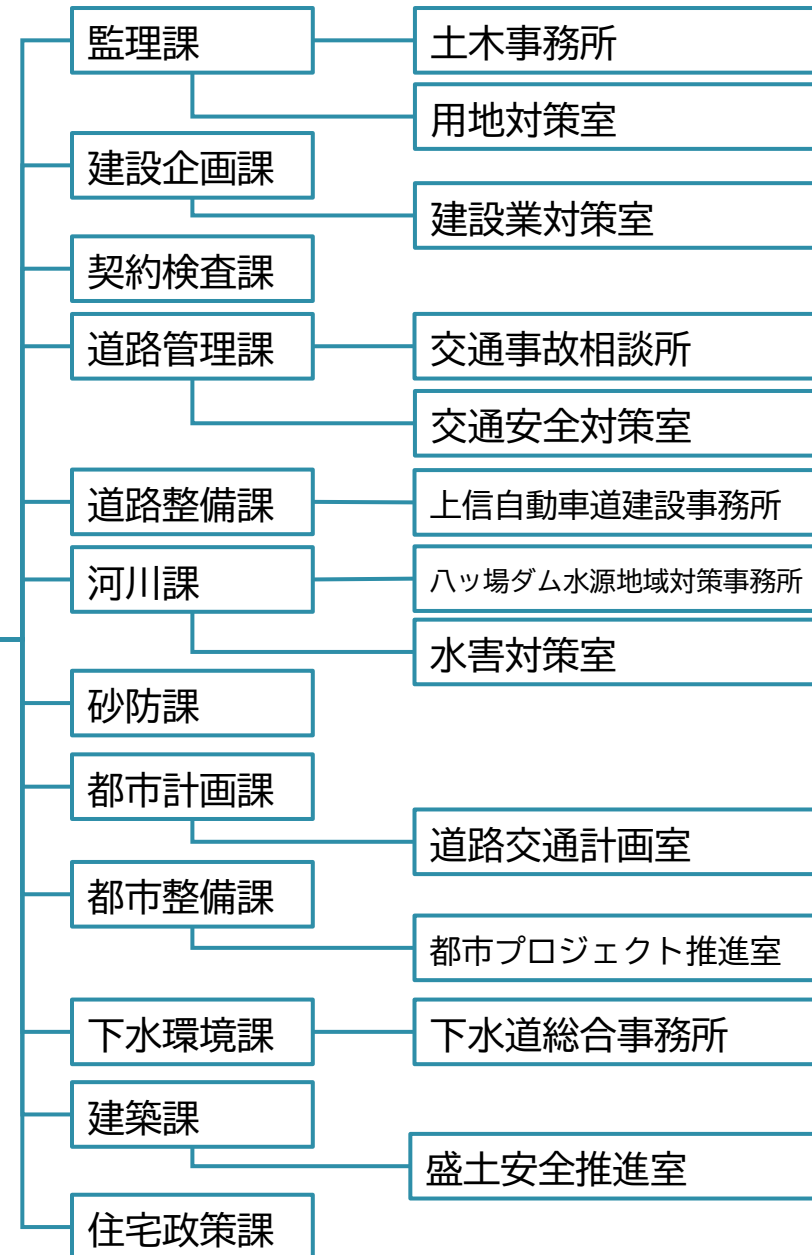 監理課
土木事務所
用地対策室
建設企画課
建設業対策室
契約検査課
道路管理課
交通事故相談所
交通安全対策室
道路整備課
上信自動車道建設事務所
河川課
八ッ場ダム水源地域対策事務所
水害対策室
砂防課
都市計画課
道路交通計画室
都市整備課
都市プロジェクト推進室
下水環境課
下水道総合事務所
建築課
盛土安全推進室
住宅政策課